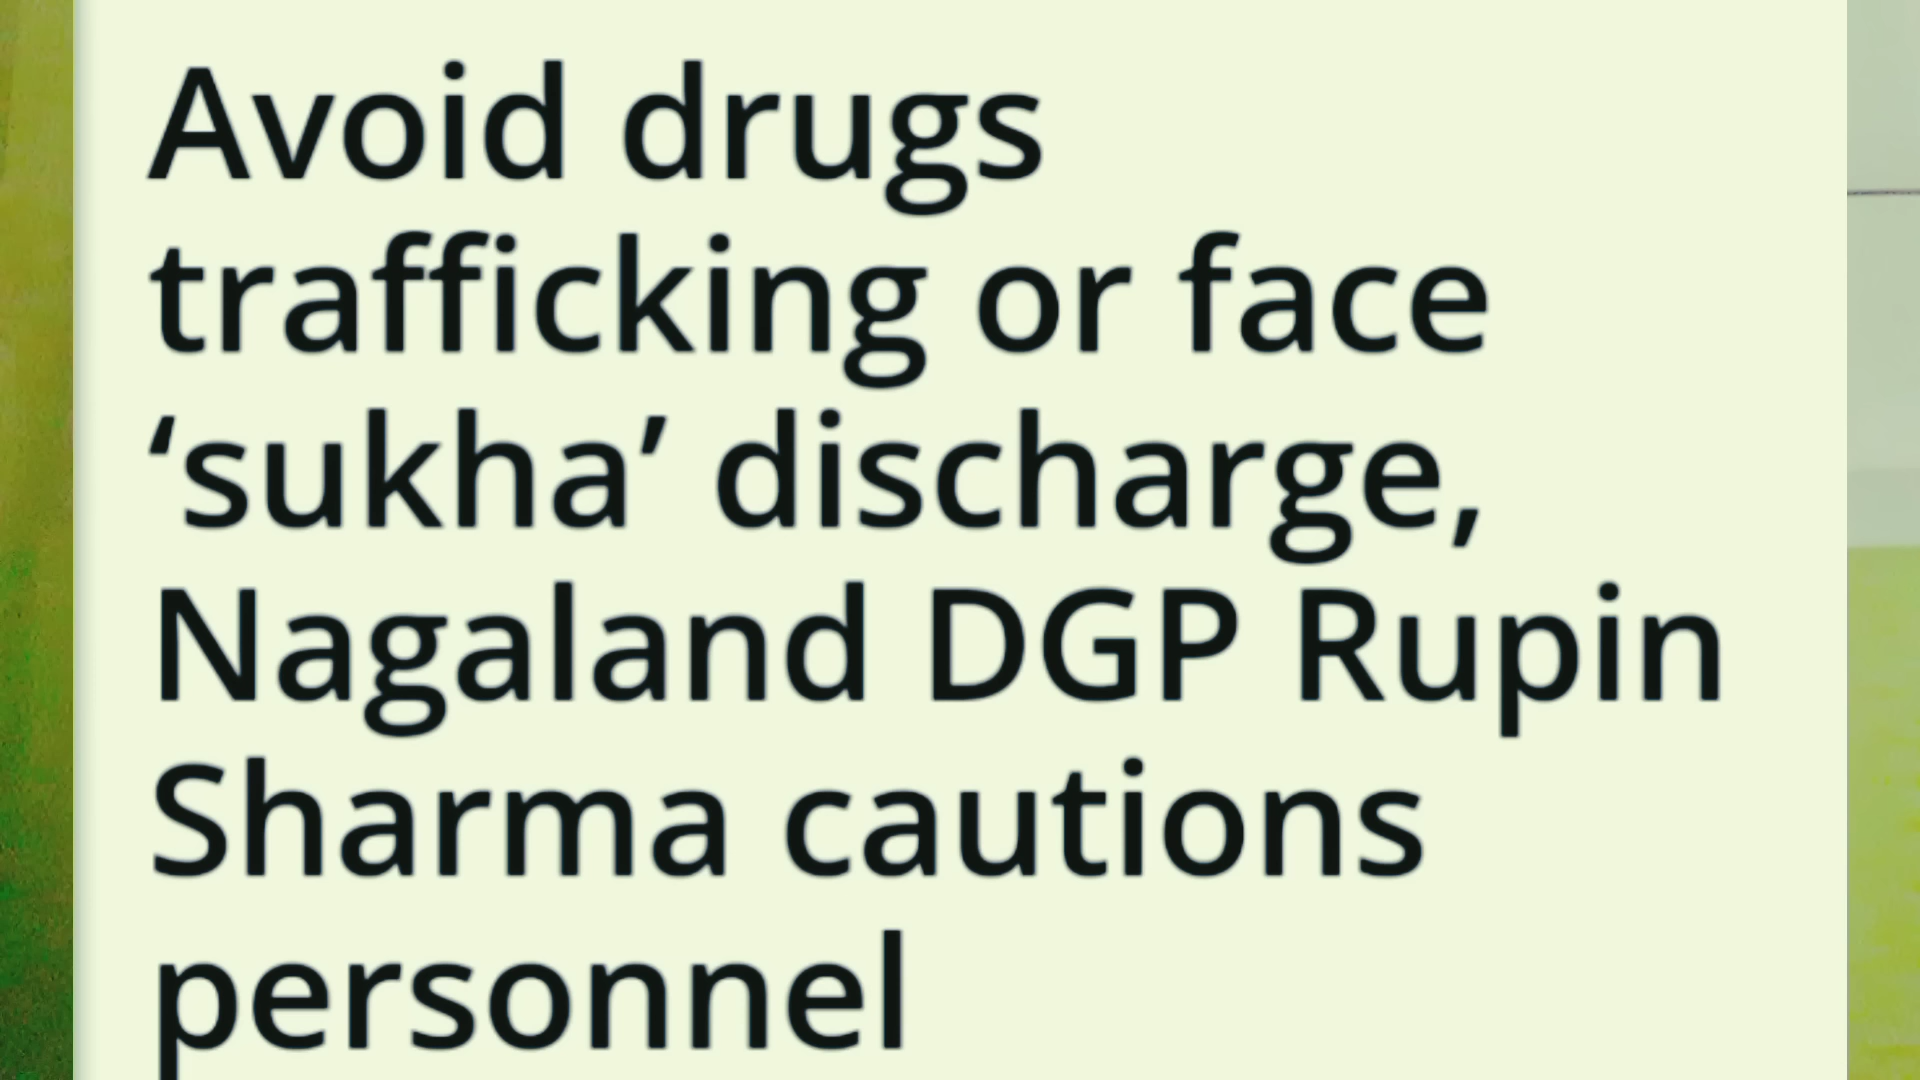 Avoid drugs
trafficking or face
‘sukha’ discharge,
Nagaland DGP Rupin
Sharma cautions
personnel